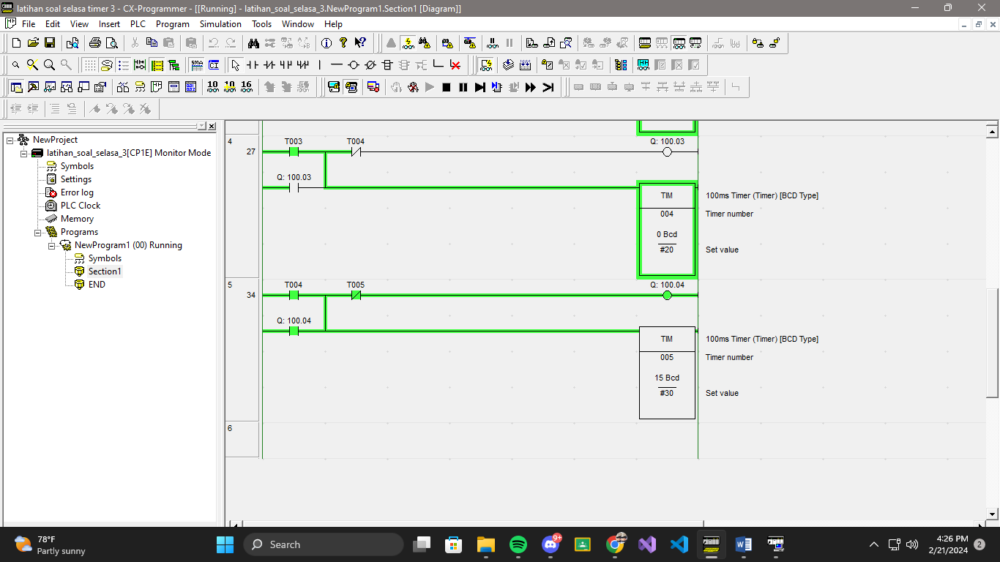 latihan soal selasa timer 3 - CX-Programmer - [[Running] - latihan_soal_selasa_3.NewProgram1.Section1 [Diagram]]
File Edit View Insert PLC Program Simulation Tools Window Help
SMA CI
10 10 16
NewProject
latihan_soal_selasa_3[CP1E] Monitor Mode
Symbols
Settings
Error log
PLC Clock
Memory
Programs
NewProgram1 (00) Running
Symbols
Section1
END
4
27
T003 T004 Q: 100.03
Q: 100.03
TIM 100ms Timer (Timer) [BCD Type]
004 Timer number
0 Bcd
#20 Set value
5
34
T004 T005 Q: 100.04
Q: 100.04
TIM 100ms Timer (Timer) [BCD Type]
005 Timer number
15 Bcd
#30 Set value
6
78°F
Partly sunny
Search
9+
4:26 PM
2/21/2024
2